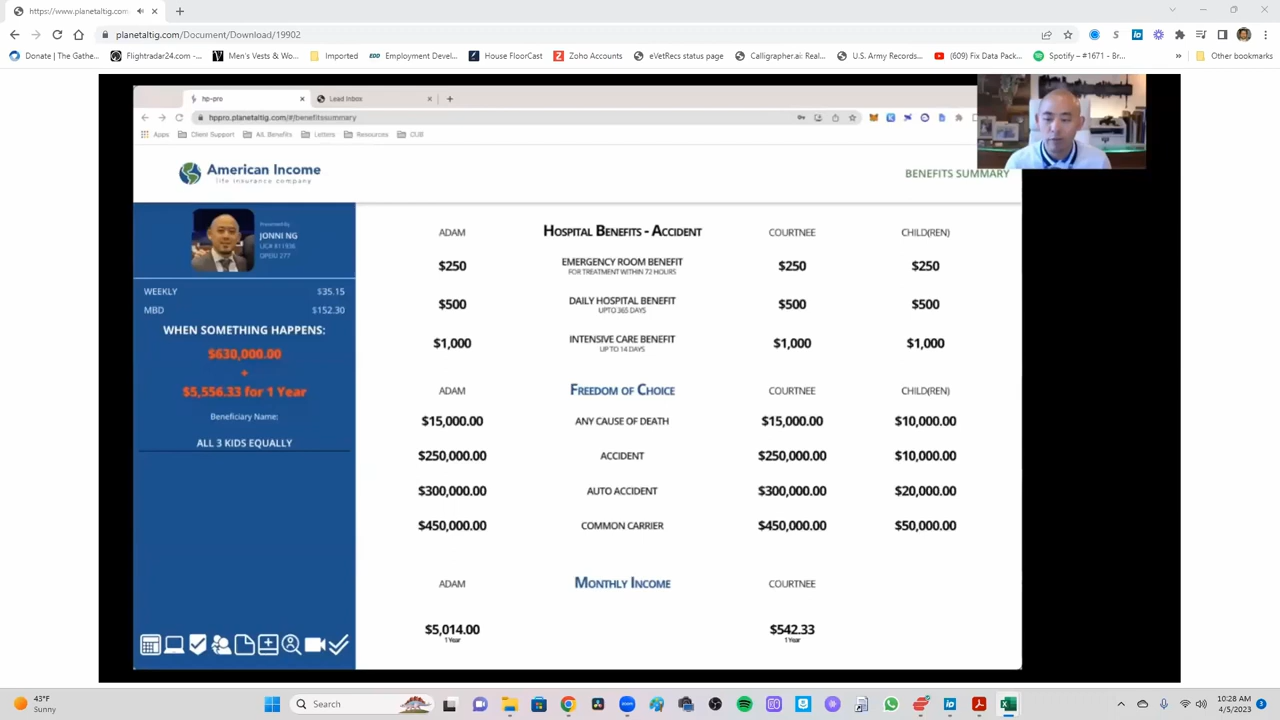 https://www.planetaltig.com
planetaltig.com/Document/Download/19902
Donate | The Gathe...
Flightradar24.com -...
Men's Vests & Wo...
Imported
EDD
Employment Devel...
House FloorCast
Zoho Accounts
eVetRecs status page
Calligrapher.ai: Real...
U.S. Army Records...
(609) Fix Data Pack...
Spotify – #1671 - Br...
»
Other bookmarks
hp-pro
Lead Inbox
hppro.planetaltig.com/#/benefitssummary
Apps
Client Support
AIL Benefits
Letters
Resources
OUB
American Income
life insurance company
BENEFITS SUMMARY
Presented By
JONNI NG
OPEIU 277
WEEKLY $35.15
MBD $152.30
WHEN SOMETHING HAPPENS:
$630,000.00
+
$5,556.33 for 1 Year
Beneficiary Name:
ALL 3 KIDS EQUALLY
ADAM HOSPITAL BENEFITS - ACCIDENT COURTNEE CHILD(REN)
$250 EMERGENCY ROOM BENEFIT $250 $250
FOR TREATMENT WITHIN 72 HOURS
$500 DAILY HOSPITAL BENEFIT $500 $500
UPTO 365 DAYS
$1,000 INTENSIVE CARE BENEFIT $1,000 $1,000
UP TO 14 DAYS
ADAM FREEDOM OF CHOICE COURTNEE CHILD(REN)
$15,000.00 ANY CAUSE OF DEATH $15,000.00 $10,000.00
$250,000.00 ACCIDENT $250,000.00 $10,000.00
$300,000.00 AUTO ACCIDENT $300,000.00 $20,000.00
$450,000.00 COMMON CARRIER $450,000.00 $50,000.00
ADAM MONTHLY INCOME COURTNEE
$5,014.00 $542.33
1 Year 1 Year
43°F
Sunny
Search
10:28 AM
4/5/2023